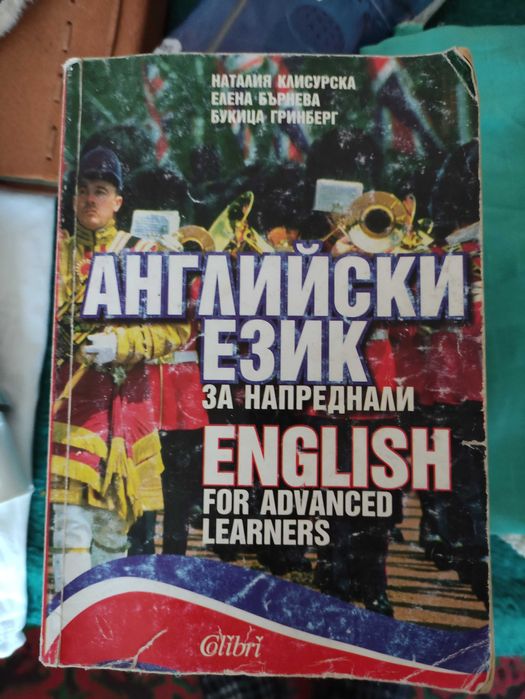 НАТАЛИЯ КЛИСУРСКА
ЕЛЕНА БЪРНЕВА
БУКИЦА ГРИНБЕРГ
АНГЛИЙСКИ
ЕЗИК
ЗА НАПРЕДНАЛИ
ENGLISH
FOR ADVANCED
LEARNERS
Colibri